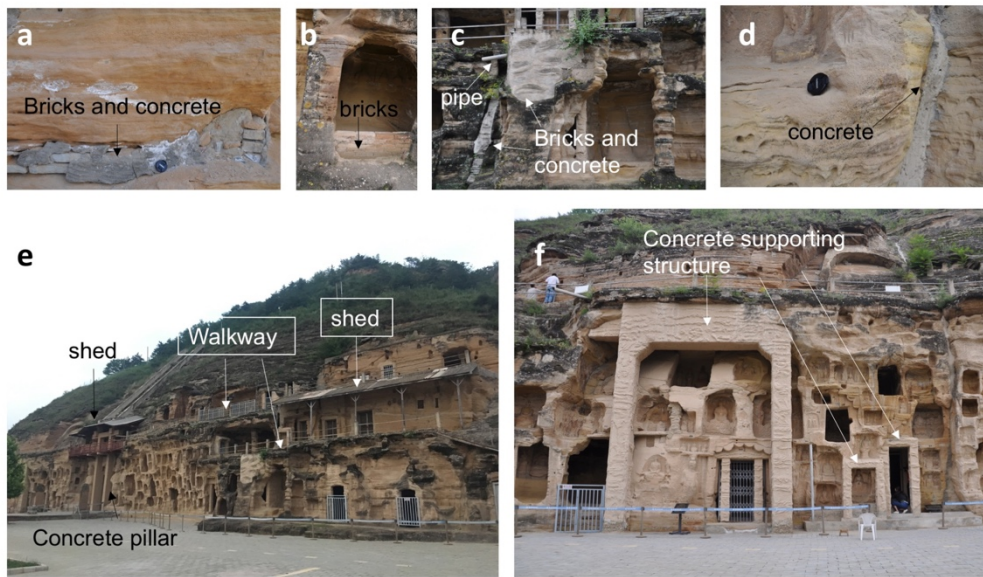 a
Bricks and concrete
b
bricks
c
pipe
Bricks and
concrete
d
concrete
e
shed
Walkway
shed
Concrete pillar
f
Concrete supporting
structure